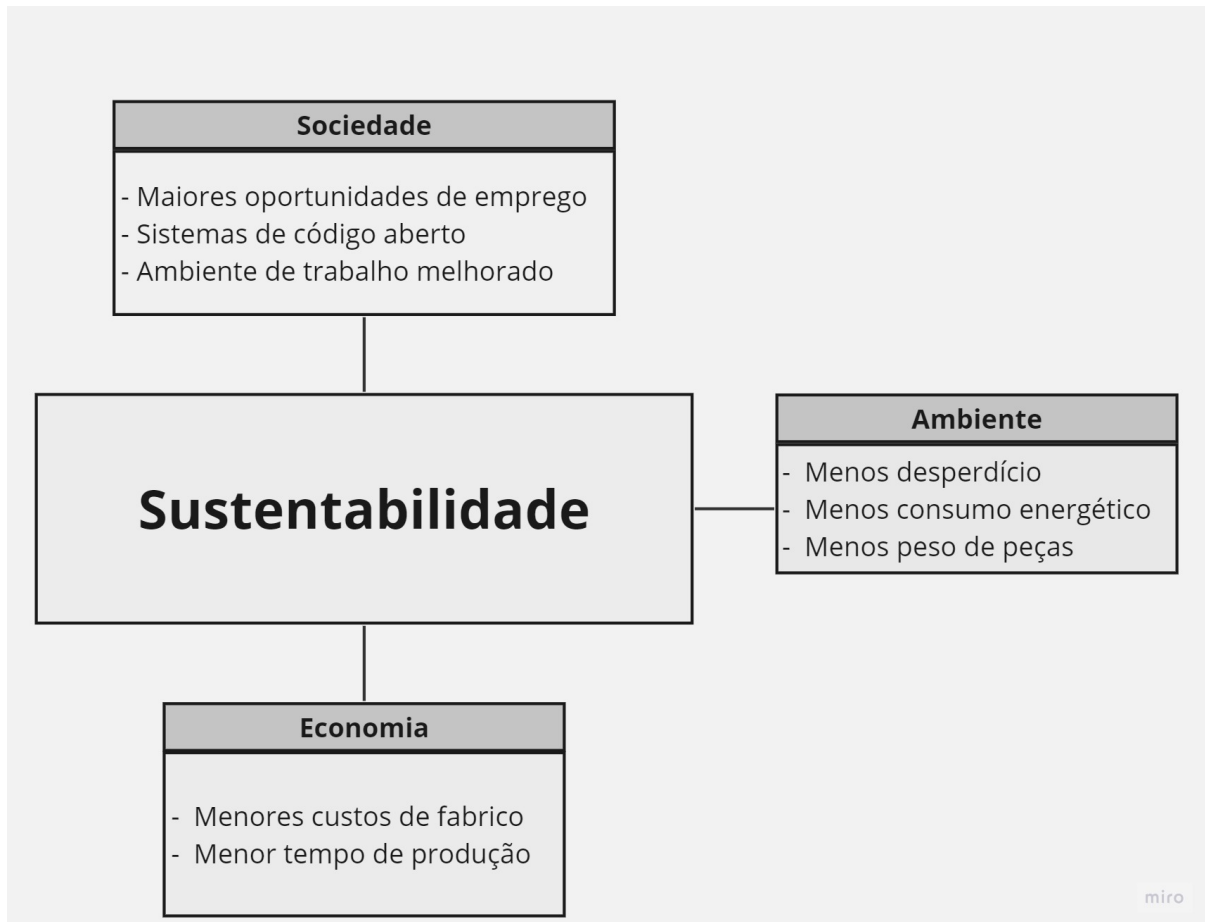 Sociedade
- Maiores oportunidades de emprego
- Sistemas de código aberto
- Ambiente de trabalho melhorado
Sustentabilidade
Ambiente
- Menos desperdício
- Menos consumo energético
- Menos peso de peças
Economia
- Menores custos de fabrico
- Menor tempo de produção
miro